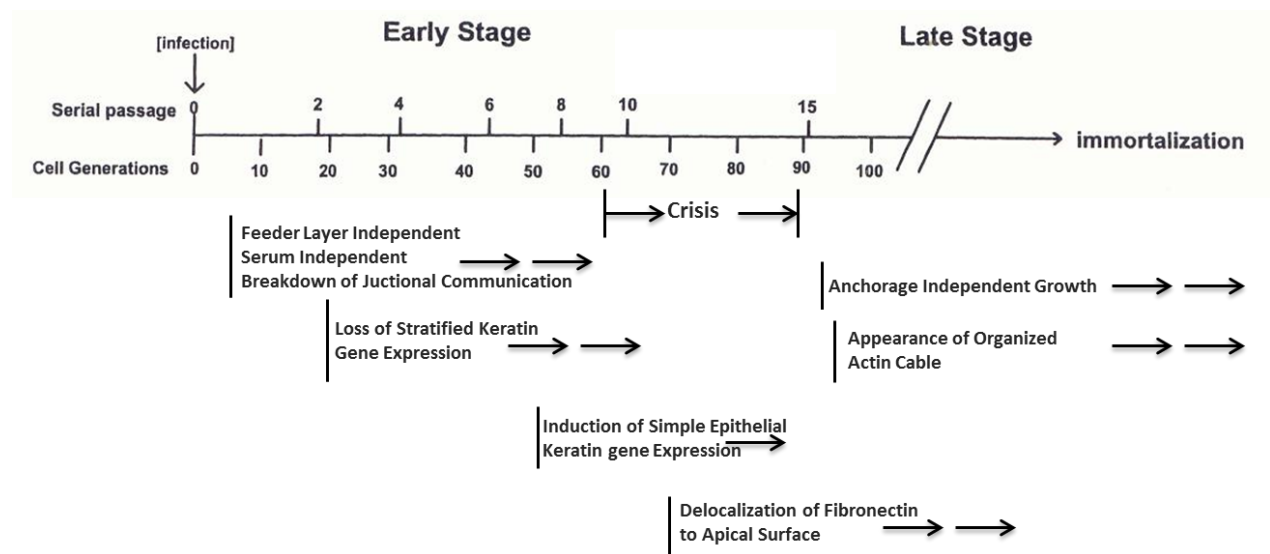 Early Stage
Late Stage
[infection]
Serial passage 0 2 4 6 8 10 15
immortalization
Cell Generations 0 10 20 30 40 50 60 70 80 90 100
Crisis
Feeder Layer Independent
Serum Independent
Breakdown of Juctional Communication
Anchorage Independent Growth
Loss of Stratified Keratin
Gene Expression
Appearance of Organized
Actin Cable
Induction of Simple Epithelial
Keratin gene Expression
Delocalization of Fibronectin
to Apical Surface